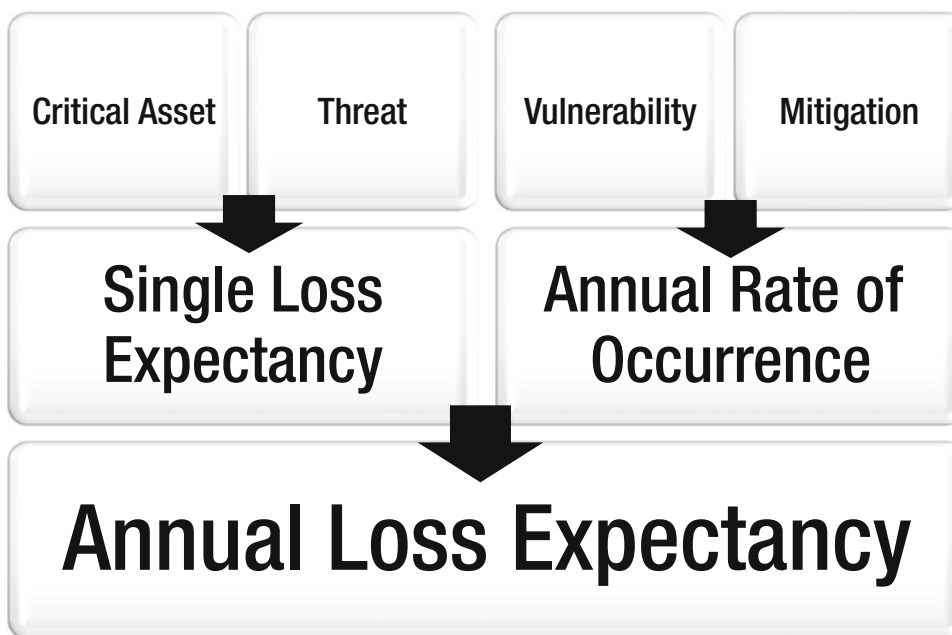 Critical Asset
Threat
Vulnerability
Mitigation
Single Loss
Expectancy
Annual Rate of
Occurrence
Annual Loss Expectancy